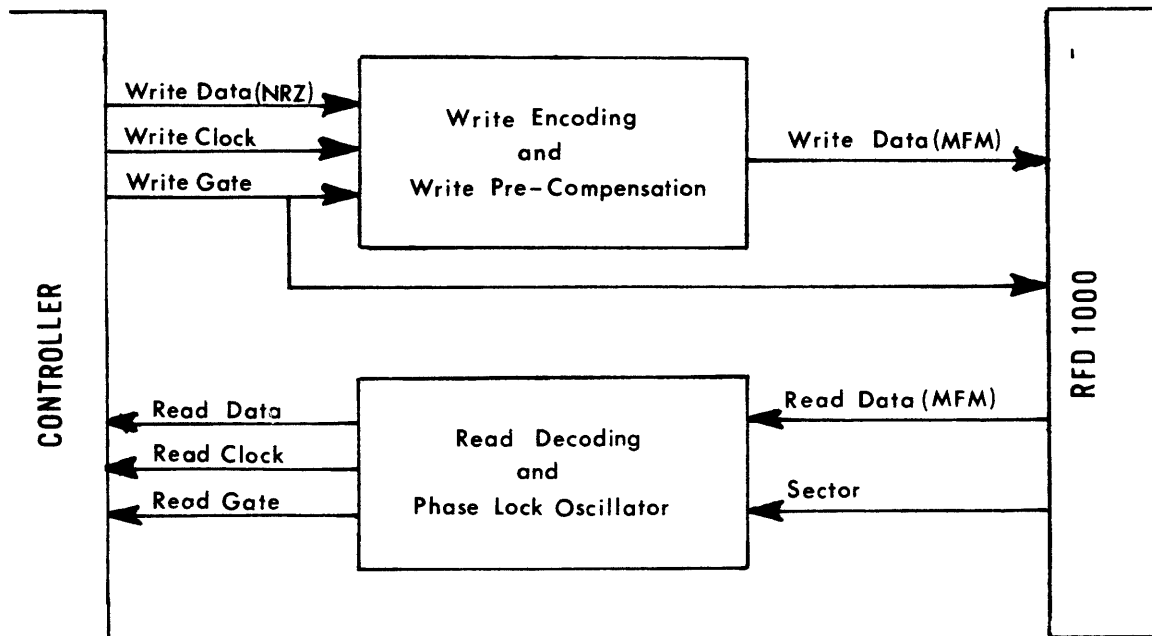 CONTROLLER
Write Data (NRZ)
Write Clock
Write Gate
Write Encoding
and
Write Pre-Compensation
Write Data (MFM)
RFD 1000
Read Data
Read Clock
Read Gate
Read Decoding
and
Phase Lock Oscillator
Read Data (MFM)
Sector